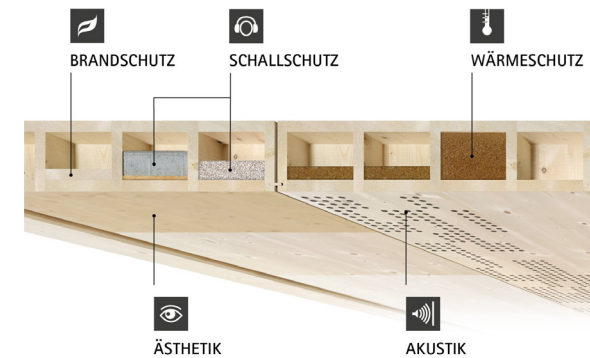 BRANDSCHUTZ
SCHALLSCHUTZ
WÄRMESCHUTZ
ÄSTHETIK
AKUSTIK